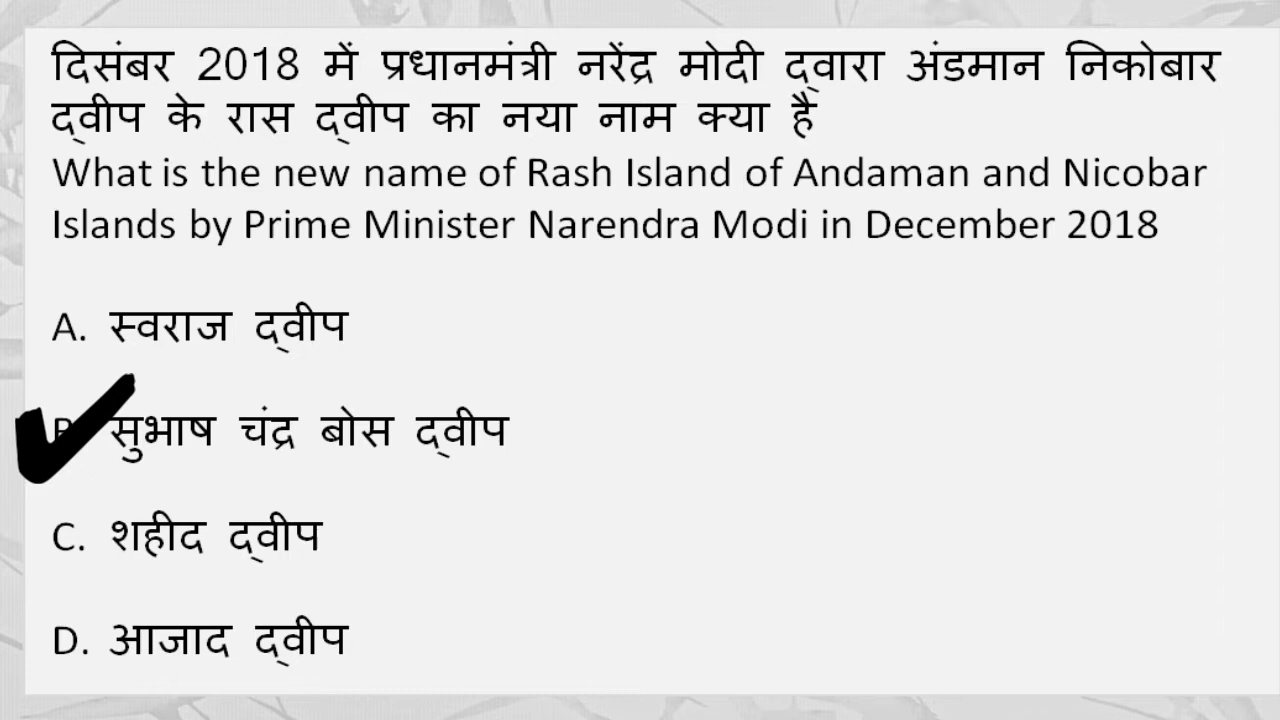 दिसंबर 2018 में प्रधानमंत्री नरेंद्र मोदी द्वारा अंडमान निकोबार
द्वीप के रास द्वीप का नया नाम क्या है
What is the new name of Rash Island of Andaman and Nicobar
Islands by Prime Minister Narendra Modi in December 2018
A. स्वराज द्वीप
B. सुभाष चंद्र बोस द्वीप
C. शहीद द्वीप
D. आजाद द्वीप